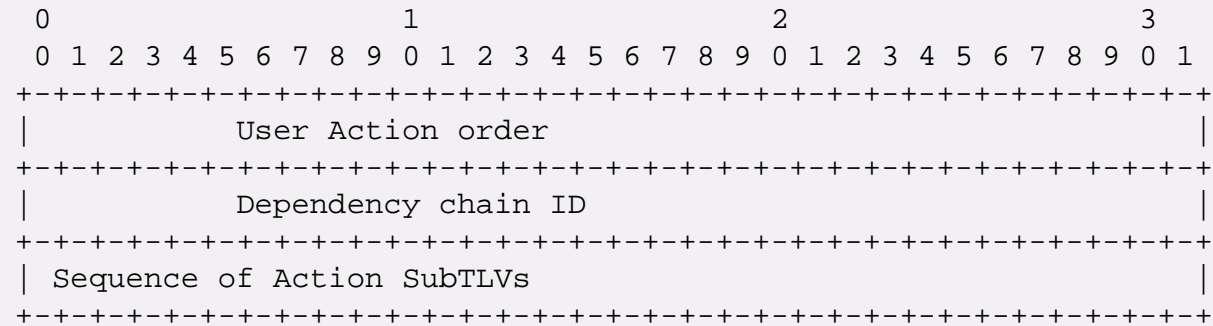 0                   1                   2                   3
0 1 2 3 4 5 6 7 8 9 0 1 2 3 4 5 6 7 8 9 0 1 2 3 4 5 6 7 8 9 0 1
+-+-+-+-+-+-+-+-+-+-+-+-+-+-+-+-+-+-+-+-+-+-+-+-+-+-+-+-+-+-+-+-+
|           User Action order                                   |
+-+-+-+-+-+-+-+-+-+-+-+-+-+-+-+-+-+-+-+-+-+-+-+-+-+-+-+-+-+-+-+-+
|           Dependency chain ID                                 |
+-+-+-+-+-+-+-+-+-+-+-+-+-+-+-+-+-+-+-+-+-+-+-+-+-+-+-+-+-+-+-+-+
| Sequence of Action SubTLVs                                    |
+-+-+-+-+-+-+-+-+-+-+-+-+-+-+-+-+-+-+-+-+-+-+-+-+-+-+-+-+-+-+-+-+